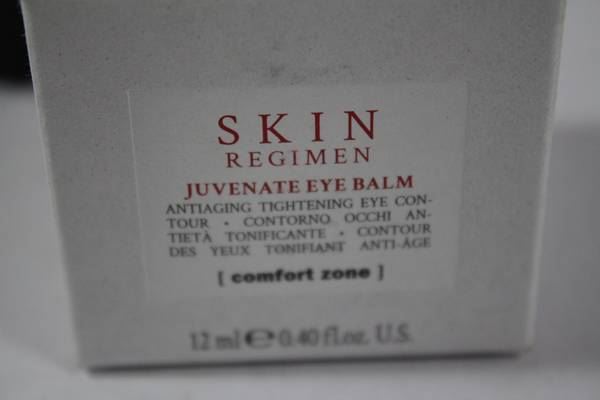 SKIN
REGIMEN
JUVENATE EYE BALM
ANTIAGING TIGHTENING EYE CON-
TOUR • CONTORNO OCCHI AN-
TIETÀ TONIFICANTE • CONTOUR
DES YEUX TONIFIANT ANTI-ÂGE
[ comfort zone ]
12 ml ℮ 0.40 fl.oz. U.S.